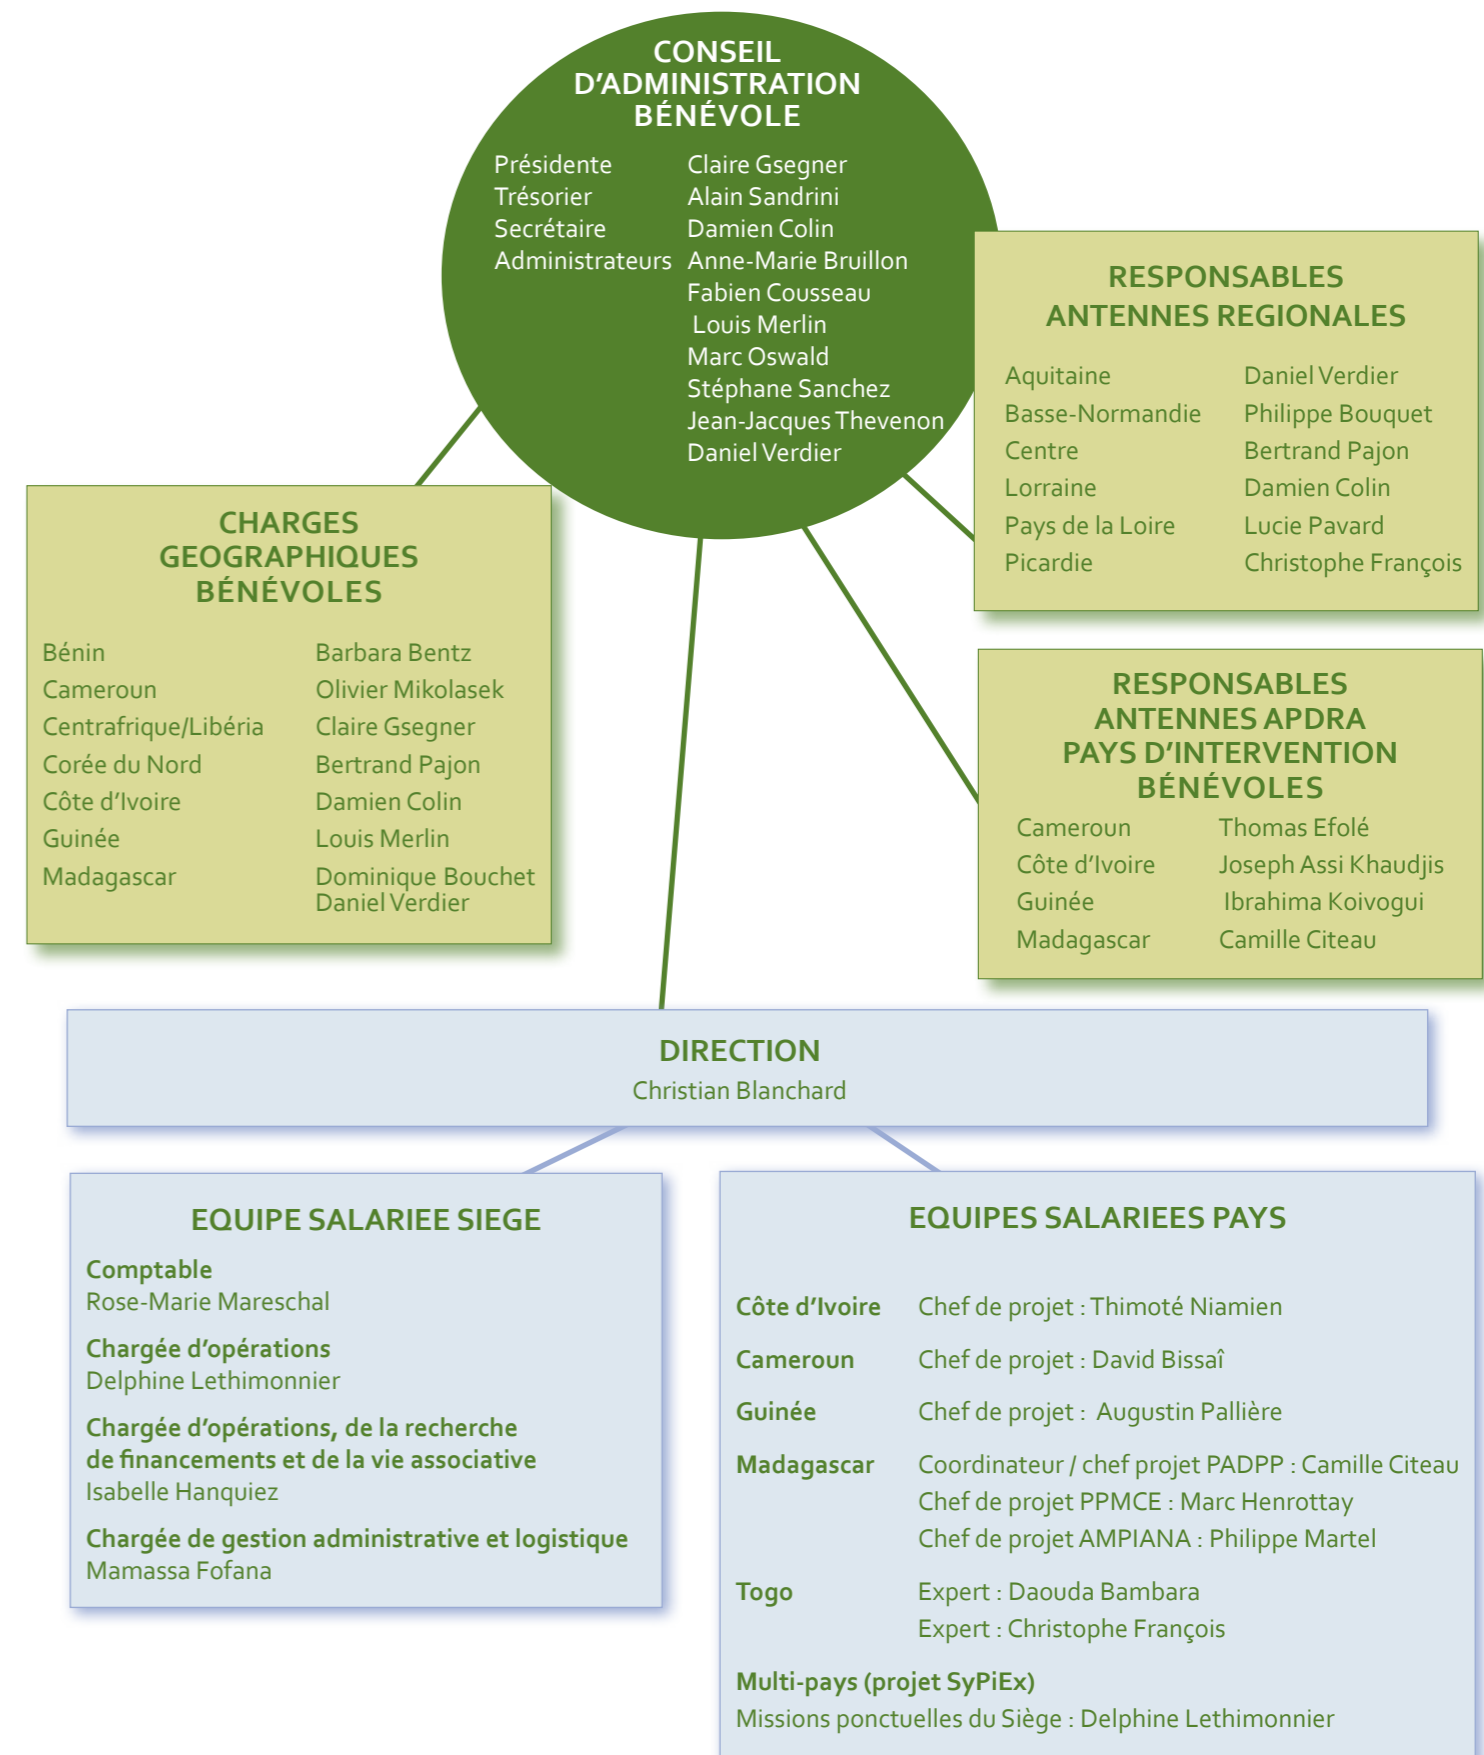 CONSEIL
D'ADMINISTRATION
BÉNÉVOLE
Présidente Claire Gsegner
Trésorier Alain Sandrini
Secrétaire Damien Colin
Administrateurs Anne-Marie Bruillon
Fabien Cousseau
Louis Merlin
Marc Oswald
Stéphane Sanchez
Jean-Jacques Thevenon
Daniel Verdier
RESPONSABLES
ANTENNES REGIONALES
Aquitaine Daniel Verdier
Basse-Normandie Philippe Bouquet
Centre Bertrand Pajon
Lorraine Damien Colin
Pays de la Loire Lucie Pavard
Picardie Christophe François
CHARGES
GEOGRAPHIQUES
BÉNÉVOLES
Bénin Barbara Bentz
Cameroun Olivier Mikolasek
Centrafrique/Libéria Claire Gsegner
Corée du Nord Bertrand Pajon
Côte d'Ivoire Damien Colin
Guinée Louis Merlin
Madagascar Dominique Bouchet
Daniel Verdier
RESPONSABLES
ANTENNES APDRA
PAYS D'INTERVENTION
BÉNÉVOLES
Cameroun Thomas Efolé
Côte d'Ivoire Joseph Assi Khaudjis
Guinée Ibrahima Koivogui
Madagascar Camille Citeau
DIRECTION
Christian Blanchard
EQUIPE SALARIEE SIEGE
Comptable
Rose-Marie Mareschal
Chargée d'opérations
Delphine Lethimonnier
Chargée d'opérations, de la recherche
de financements et de la vie associative
Isabelle Hanquiez
Chargée de gestion administrative et logistique
Mamassa Fofana
EQUIPES SALARIEES PAYS
Côte d'Ivoire Chef de projet : Thimoté Niamien
Cameroun Chef de projet : David Bissaî
Guinée Chef de projet : Augustin Pallière
Madagascar Coordinateur / chef projet PADPP : Camille Citeau
Chef de projet PPMCE : Marc Henrottay
Chef de projet AMPIANA : Philippe Martel
Togo Expert : Daouda Bambara
Expert : Christophe François
Multi-pays (projet SyPiEx)
Missions ponctuelles du Siège : Delphine Lethimonnier